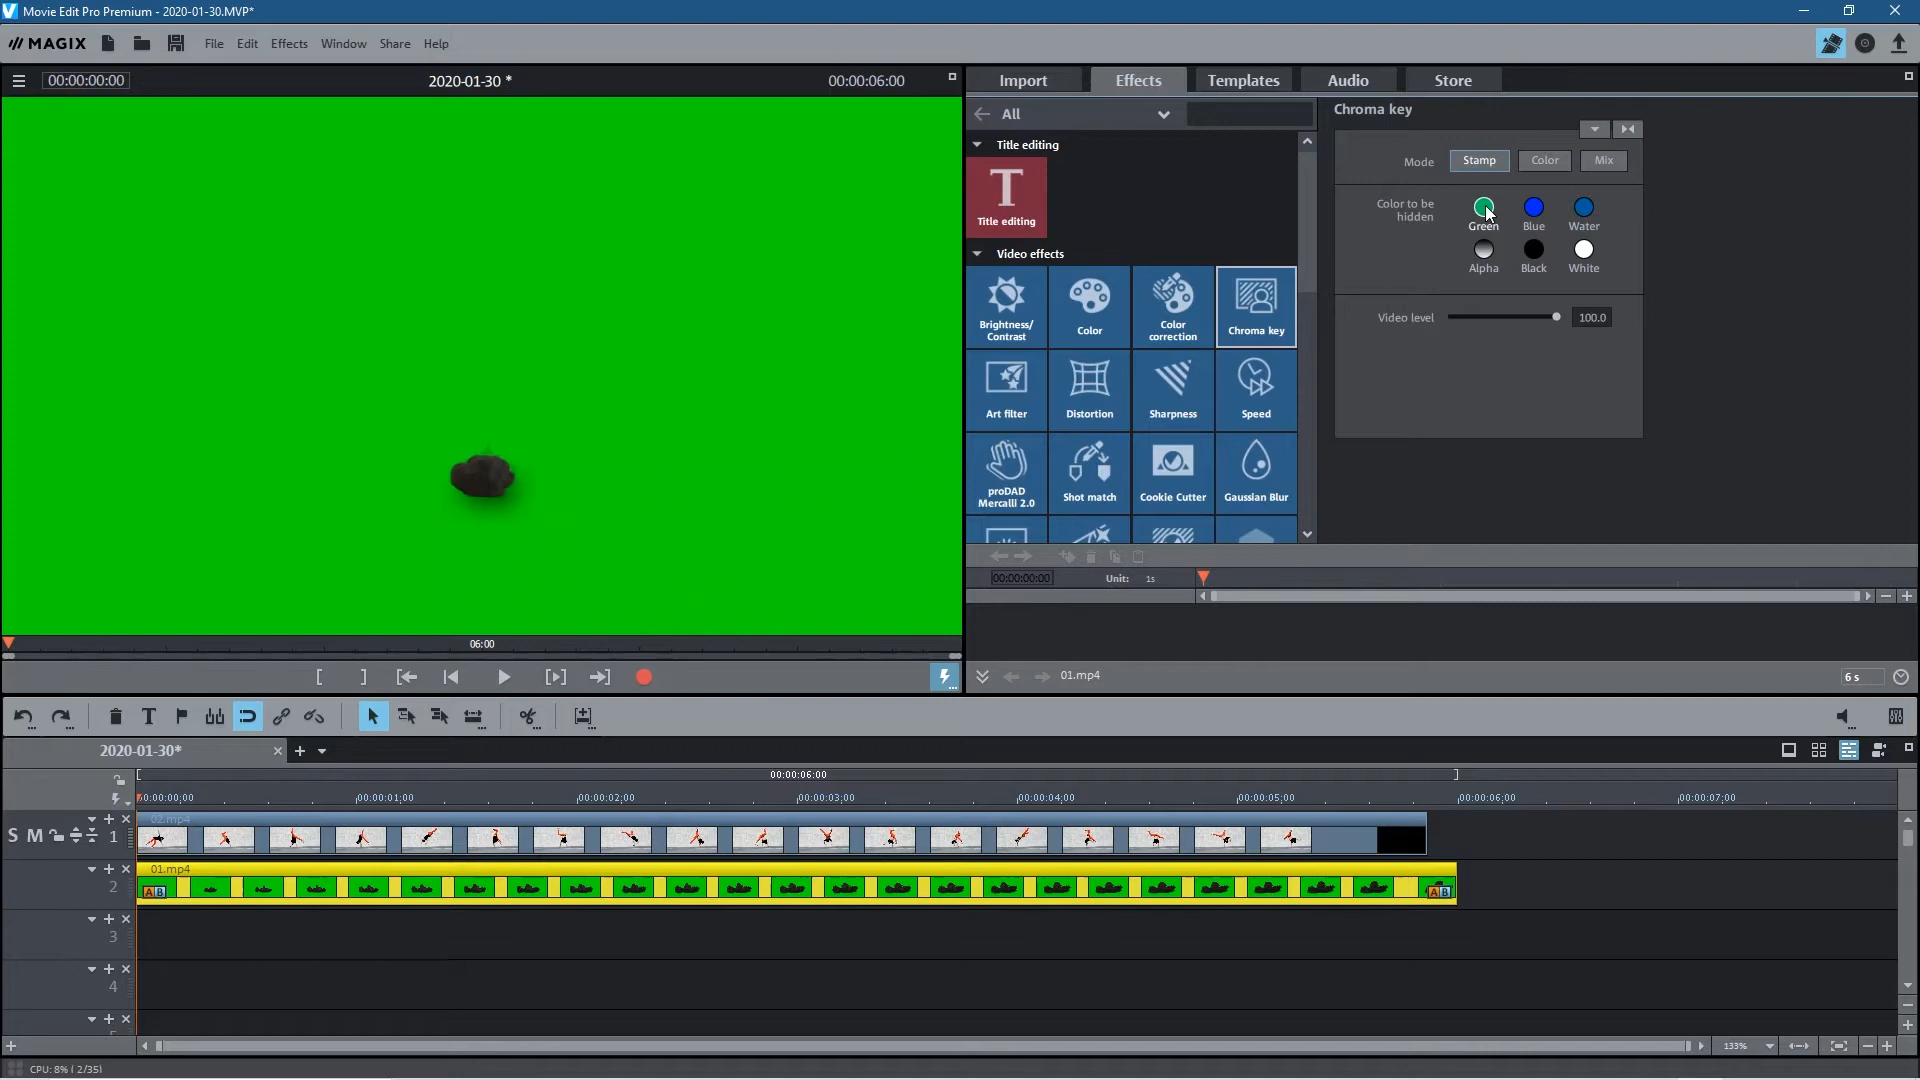 Movie Edit Pro Premium - 2020-01-30.MVP*
MAGIX File Edit Effects Window Share Help
00:00:00:00 2020-01-30 * 00:00:06:00
Import Effects Templates Audio Store
All
Chroma key
Title editing
T
Title editing
Mode Stamp Color Mix
Color to be
hidden
Green Blue Water
Alpha Black White
Video effects
Brightness/
Contrast
Color
Color
correction
Chroma key
Video level 100.0
Art filter Distortion Sharpness Speed
proDAD
Mercalli 2.0
Shot match Cookie Cutter Gaussian Blur
00:00:00:00 Unit: 1s
06:00
01.mp4 6 s
2020-01-30*
00:00:06:00
00:00:00;00 00:00:01;00 00:00:02;00 00:00:03;00 00:00:04;00 00:00:05;00 00:00:06;00 00:00:07;00
02.mp4
S M 1
01.mp4
2
AB AB
3
4
133%
CPU: 8% ( 2/35)